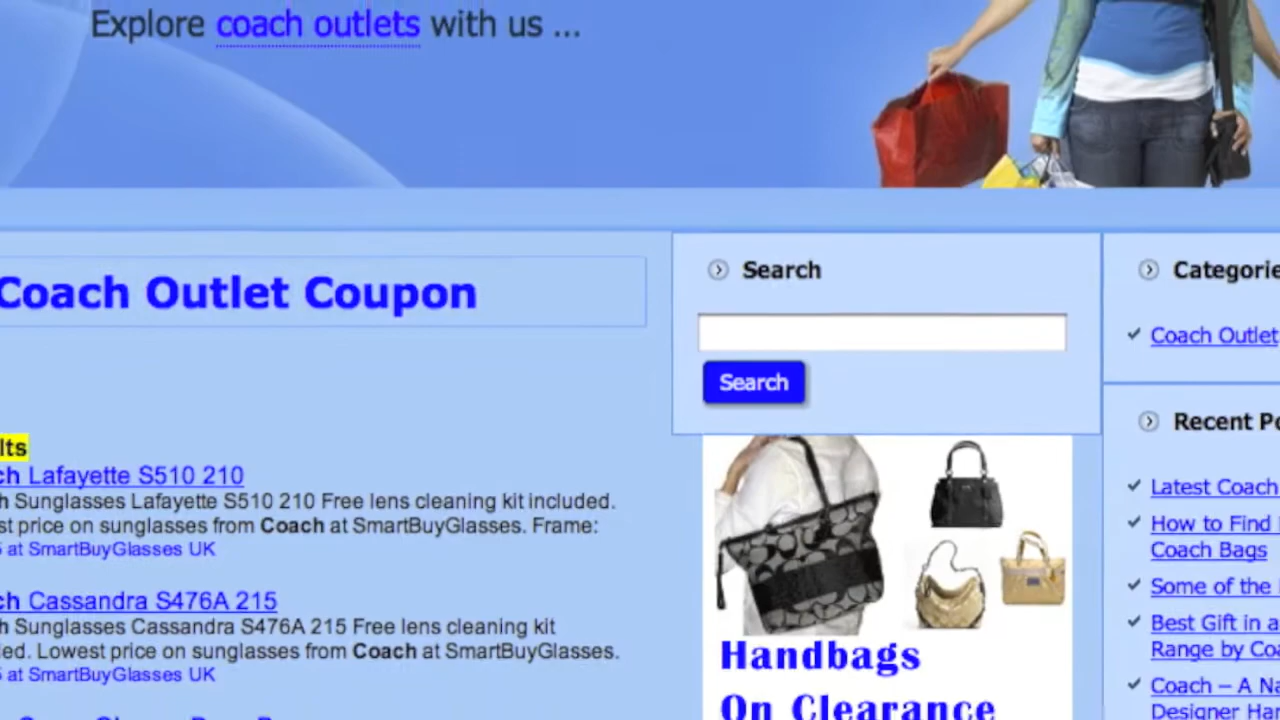 Explore coach outlets with us ...
Coach Outlet Coupon
Search
Search
lts
ch Lafayette S510 210
h Sunglasses Lafayette S510 210 Free lens cleaning kit included.
st price on sunglasses from Coach at SmartBuyGlasses. Frame:
at SmartBuyGlasses UK
ch Cassandra S476A 215
h Sunglasses Cassandra S476A 215 Free lens cleaning kit
ed. Lowest price on sunglasses from Coach at SmartBuyGlasses.
at SmartBuyGlasses UK
Handbags
On Clearance
Categorie
Coach Outlet
Recent Po
Latest Coach
How to Find
Coach Bags
Some of the
Best Gift in a
Range by Coa
Coach – A Na
Designer Han